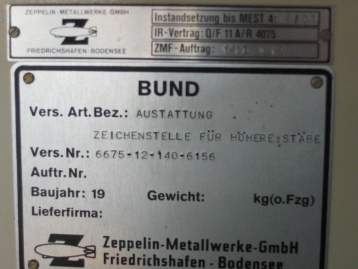 ZEPPELIN-METALLWERKE GMBH
FRIEDRICHSHAFEN-BODENSEE
Instandsetzung bis MEST 4:
IR-Vertrag: Q/F 11 A/R 4075
ZMF-Auftrag:
BUND
Vers. Art. Bez.: AUSTATTUNG
ZEICHENSTELLE FÜR HÖHERE STÄBE
Vers. Nr.: 6675-12-140-6156
Auftr. Nr.
Baujahr: 19 Gewicht: kg(o.Fzg)
Lieferfirma:
Z Zeppelin-Metallwerke-GmbH
Friedrichshafen - Bodensee